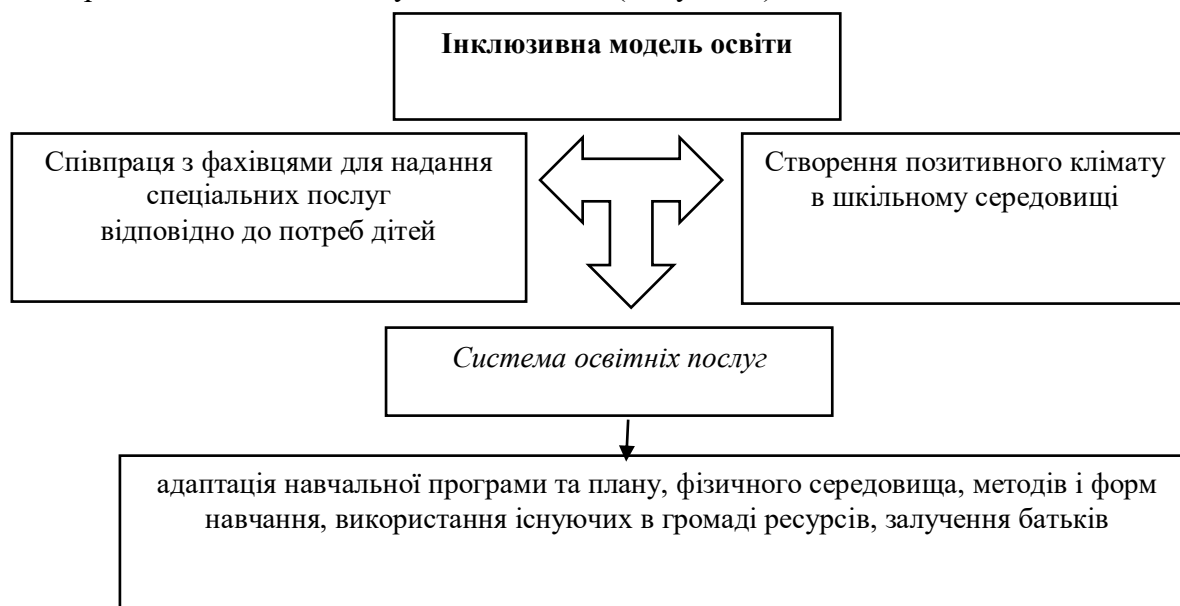 Інклюзивна модель освіти
Співпраця з фахівцями для надання
спеціальних послуг
відповідно до потреб дітей
Створення позитивного клімату
в шкільному середовищі
Система освітніх послуг
адаптація навчальної програми та плану, фізичного середовища, методів і форм
навчання, використання існуючих в громаді ресурсів, залучення батьків